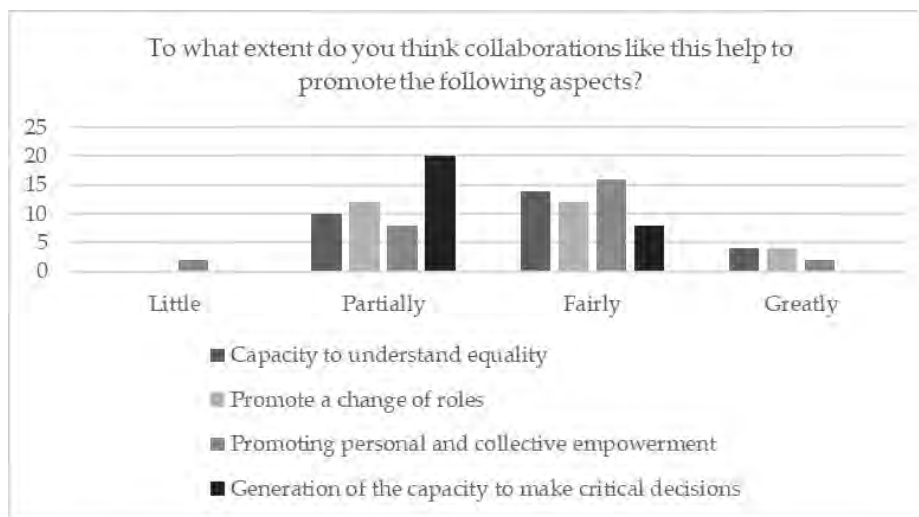 To what extent do you think collaborations like this help to
promote the following aspects?
25
20
15
10
5
0
Little Partially Fairly Greatly
■ Capacity to understand equality
■ Promote a change of roles
■ Promoting personal and collective empowerment
■ Generation of the capacity to make critical decisions